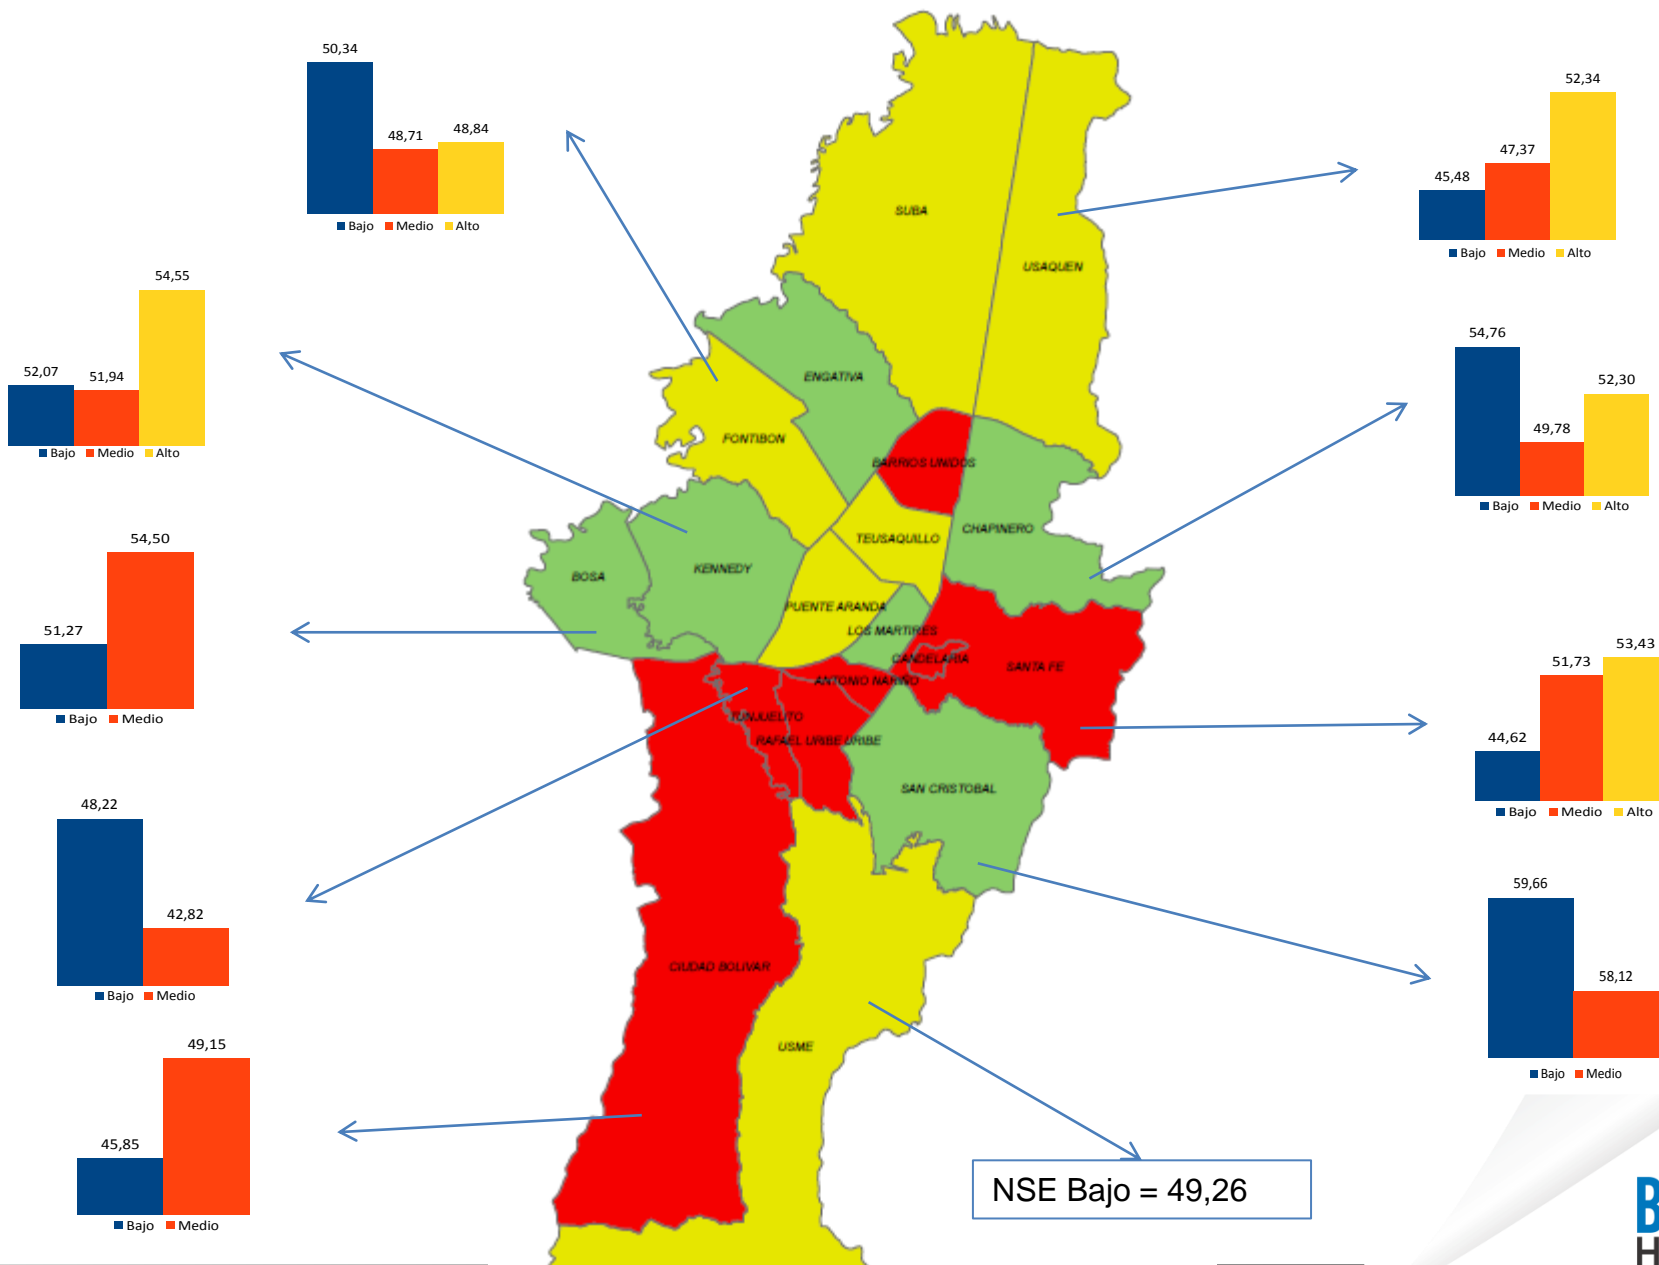 50,34
48,71
48,84
Bajo Medio Alto
52,34
47,37
45,48
Bajo Medio Alto
54,55
52,07
51,94
Bajo Medio Alto
54,76
52,30
49,78
Bajo Medio Alto
54,50
51,27
Bajo Medio
53,43
51,73
44,62
Bajo Medio Alto
48,22
42,82
Bajo Medio
59,66
58,12
Bajo Medio
49,15
45,85
Bajo Medio
SUBA
USAQUEN
ENGATIVA
FONTIBON
BARRIOS UNIDOS
CHAPINERO
TEUSAQUILLO
KENNEDY
BOSA
PUENTE ARANDA
LOS MARTIRES
CANDELARIA
SANTA FE
ANTONIO NARIÑO
TUNJUELITO
RAFAEL URIBE URIBE
SAN CRISTOBAL
CIUDAD BOLIVAR
USME
NSE Bajo = 49,26
B
H